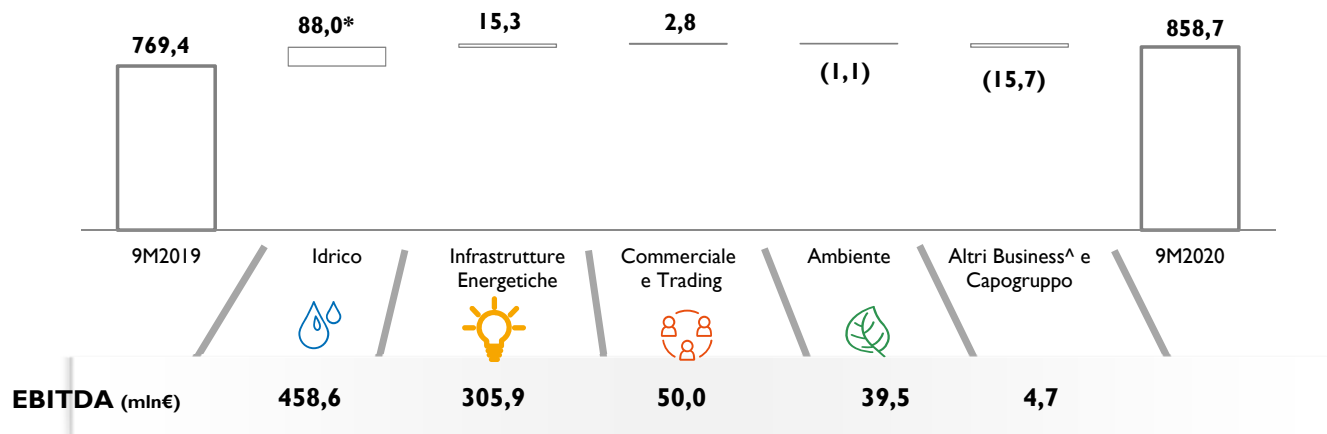 769,4
88,0*
15,3
2,8
(1,1)
(15,7)
858,7
9M2019
Idrico
Infrastrutture
Energetiche
Commerciale
e Trading
Ambiente
Altri Business^ e
Capogruppo
9M2020
EBITDA (mln€) 458,6 305,9 50,0 39,5 4,7